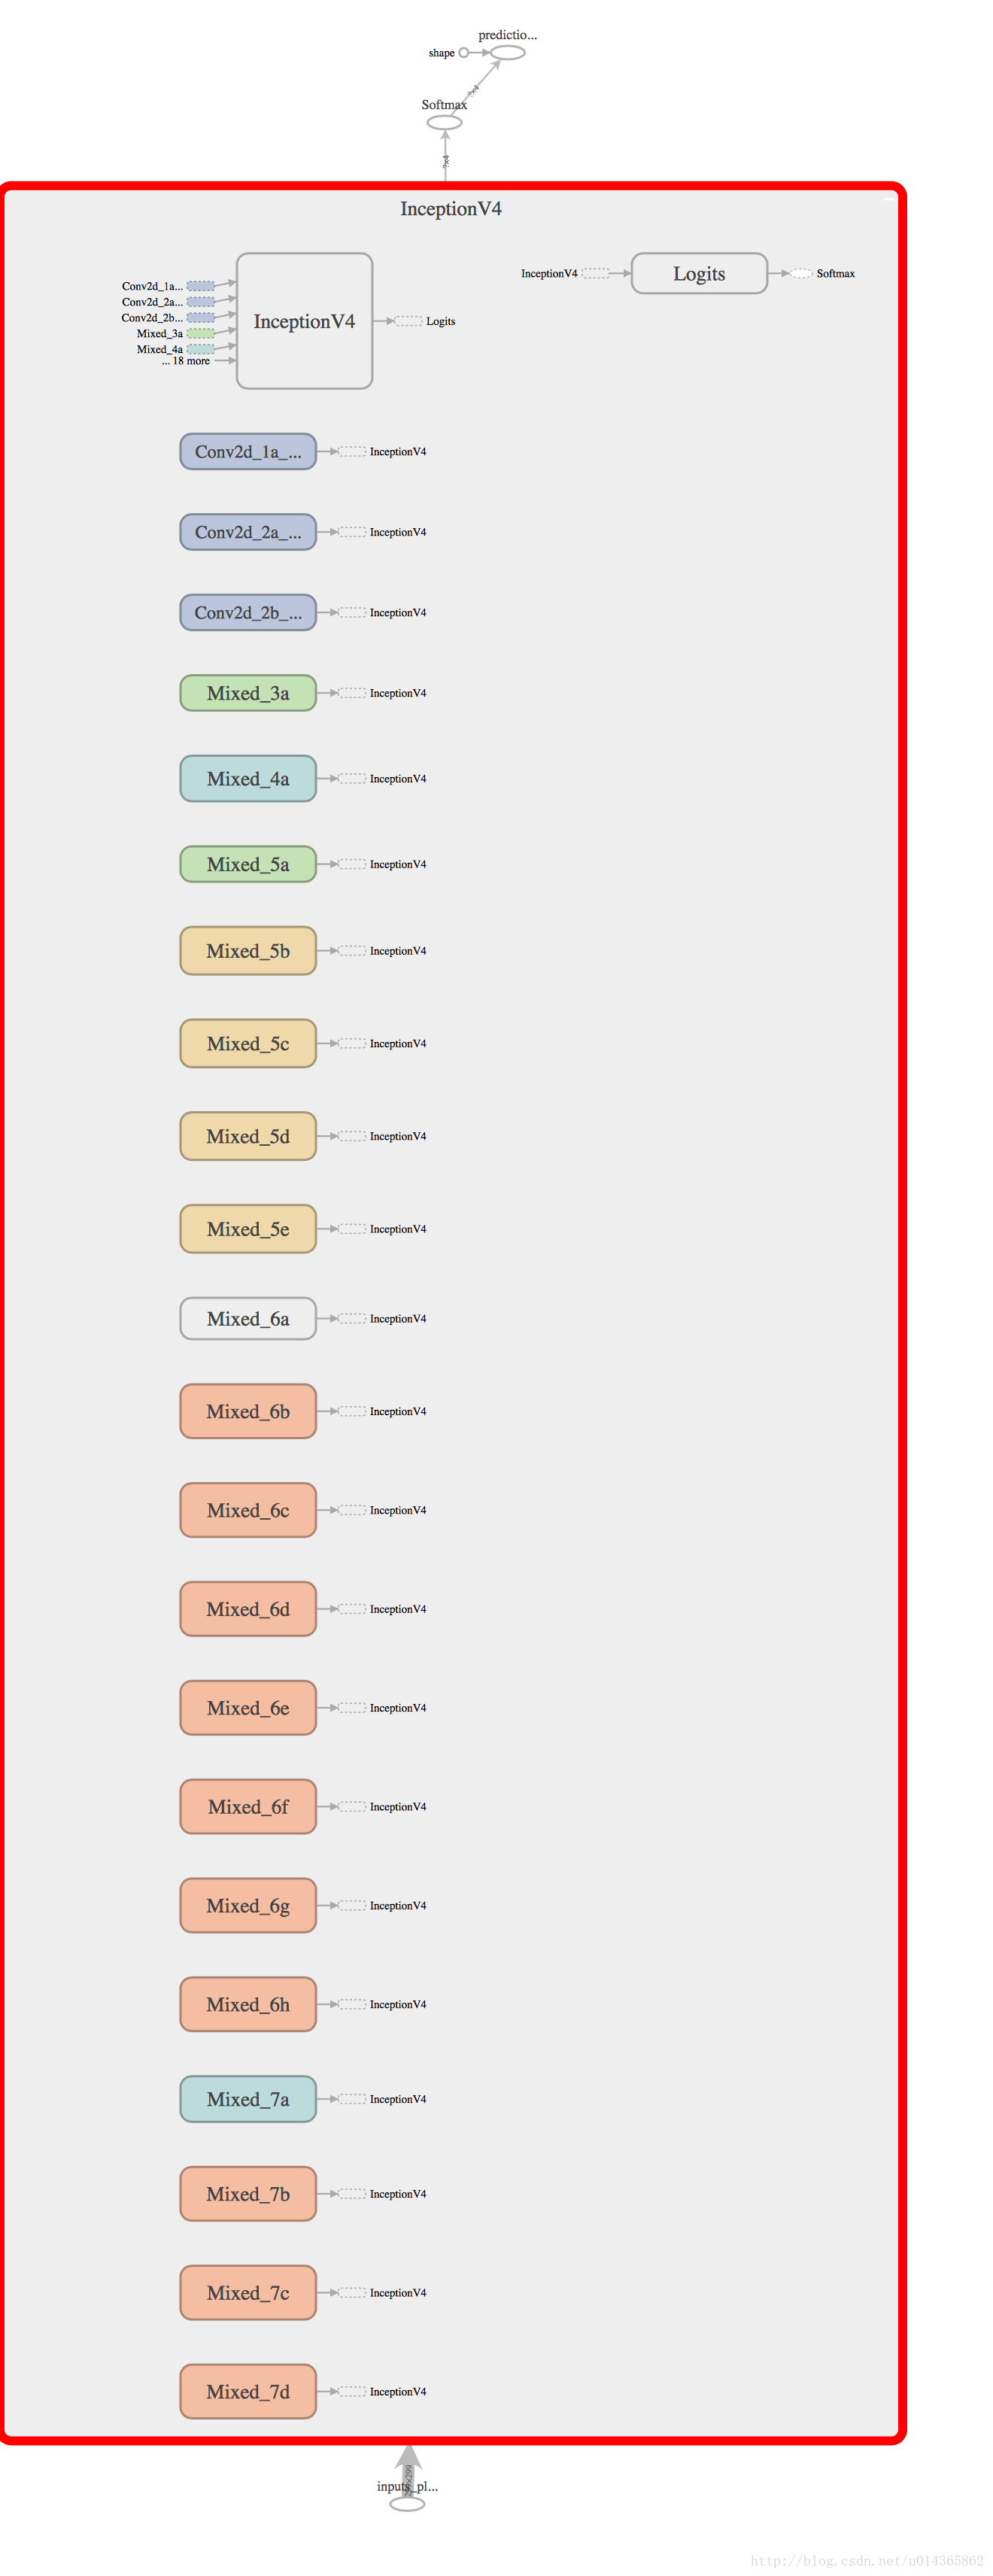 predictio...
shape
?×4
Softmax
?×4
InceptionV4
Conv2d_1a...
Conv2d_2a...
Conv2d_2b...
Mixed_3a
Mixed_4a
... 18 more
InceptionV4
Logits
InceptionV4
Logits
Softmax
Conv2d_1a_...
InceptionV4
Conv2d_2a_...
InceptionV4
Conv2d_2b_...
InceptionV4
Mixed_3a
InceptionV4
Mixed_4a
InceptionV4
Mixed_5a
InceptionV4
Mixed_5b
InceptionV4
Mixed_5c
InceptionV4
Mixed_5d
InceptionV4
Mixed_5e
InceptionV4
Mixed_6a
InceptionV4
Mixed_6b
InceptionV4
Mixed_6c
InceptionV4
Mixed_6d
InceptionV4
Mixed_6e
InceptionV4
Mixed_6f
InceptionV4
Mixed_6g
InceptionV4
Mixed_6h
InceptionV4
Mixed_7a
InceptionV4
Mixed_7b
InceptionV4
Mixed_7c
InceptionV4
Mixed_7d
InceptionV4
inputs_pl...
http://blog.csdn.net/u014365862